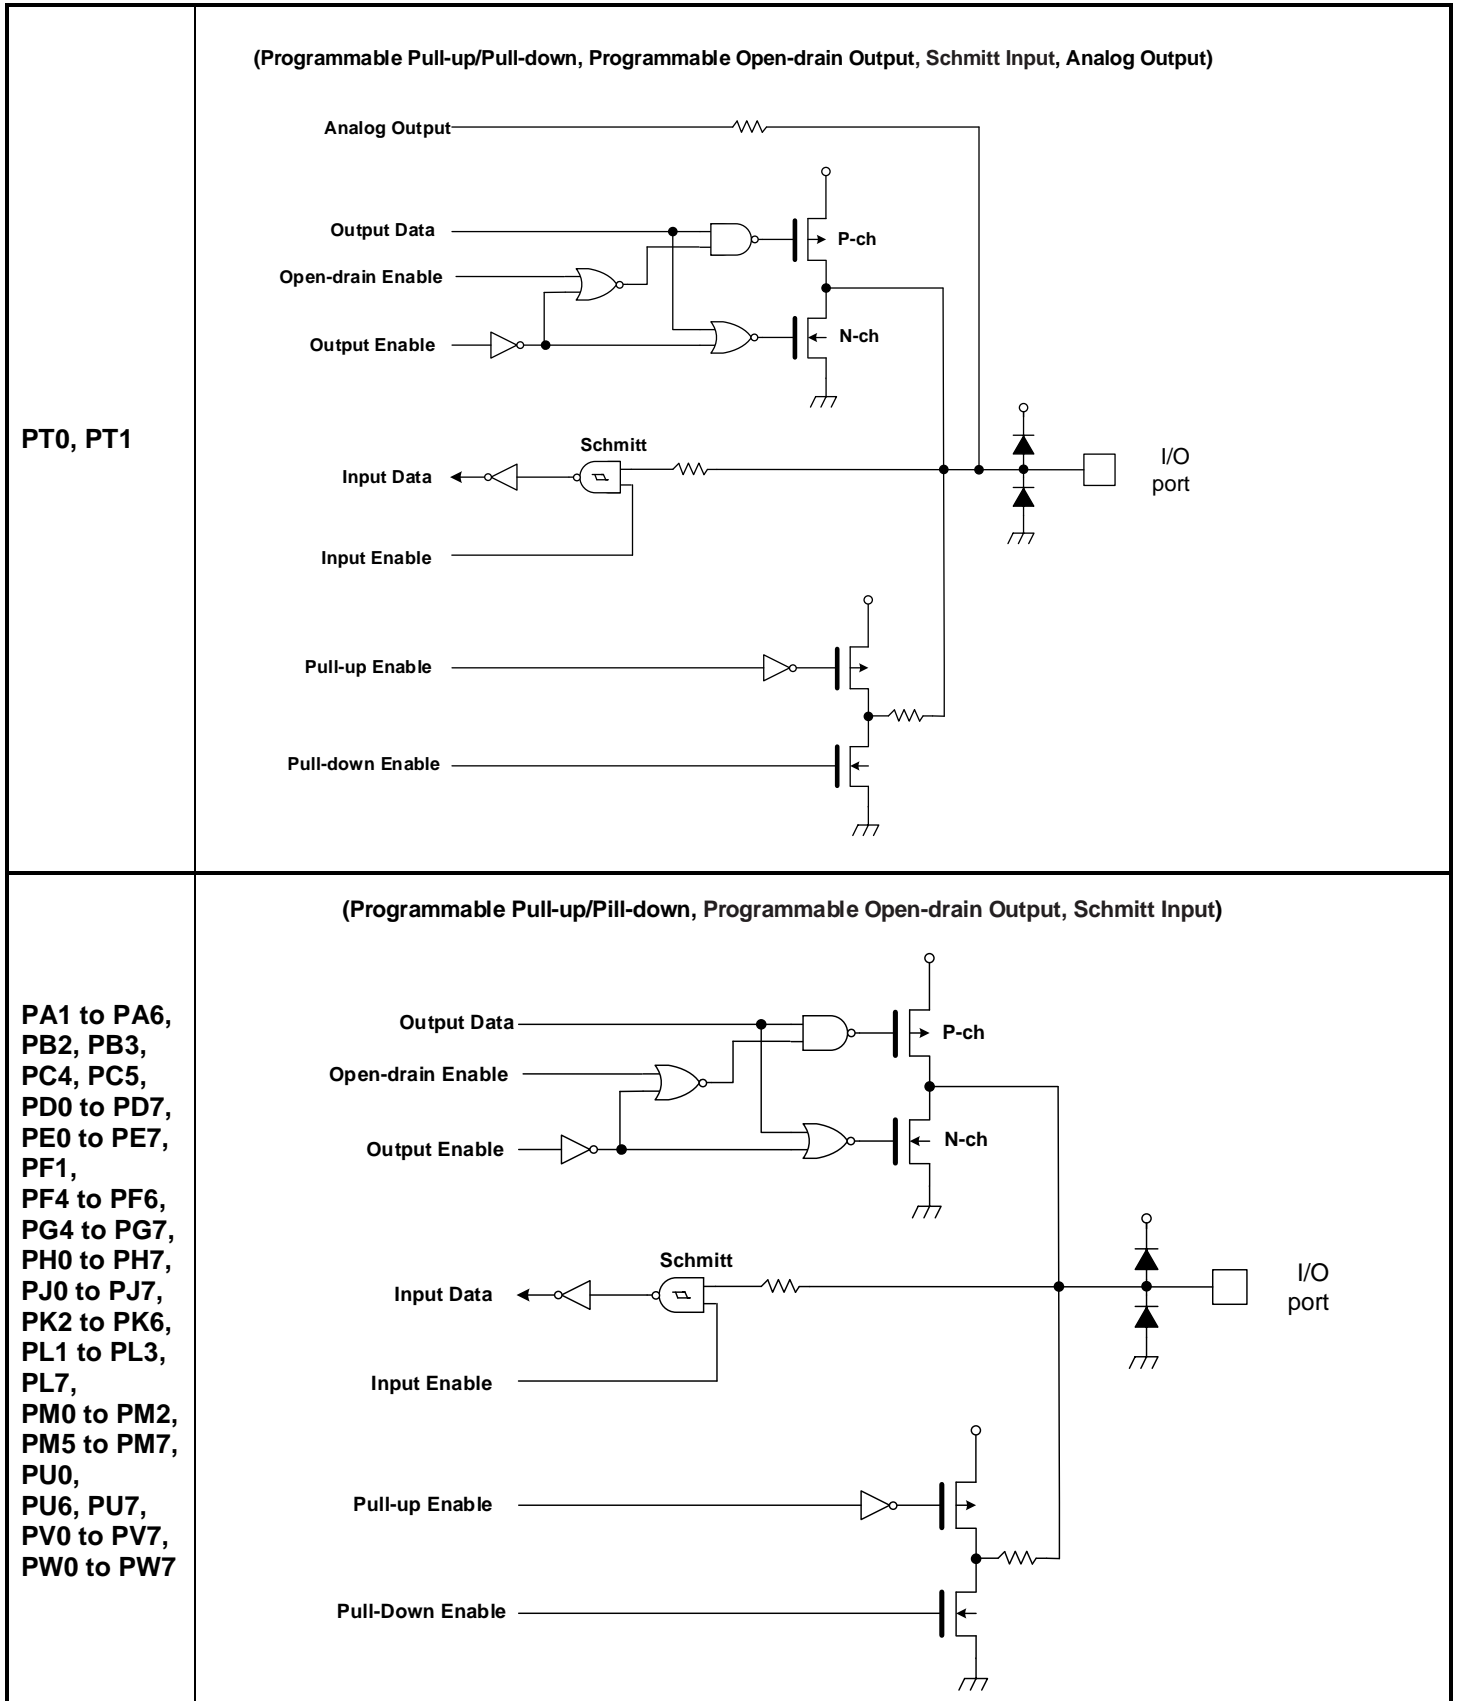 (Programmable Pull-up/Pull-down, Programmable Open-drain Output, Schmitt Input, Analog Output)
PT0, PT1
Analog Output
Output Data
Open-drain Enable
Output Enable
P-ch
N-ch
Schmitt
Input Data
Input Enable
I/O
port
Pull-up Enable
Pull-down Enable
(Programmable Pull-up/Pill-down, Programmable Open-drain Output, Schmitt Input)
PA1 to PA6,
PB2, PB3,
PC4, PC5,
PD0 to PD7,
PE0 to PE7,
PF1,
PF4 to PF6,
PG4 to PG7,
PH0 to PH7,
PJ0 to PJ7,
PK2 to PK6,
PL1 to PL3,
PL7,
PM0 to PM2,
PM5 to PM7,
PU0,
PU6, PU7,
PV0 to PV7,
PW0 to PW7
Output Data
Open-drain Enable
Output Enable
P-ch
N-ch
Schmitt
Input Data
Input Enable
I/O
port
Pull-up Enable
Pull-Down Enable